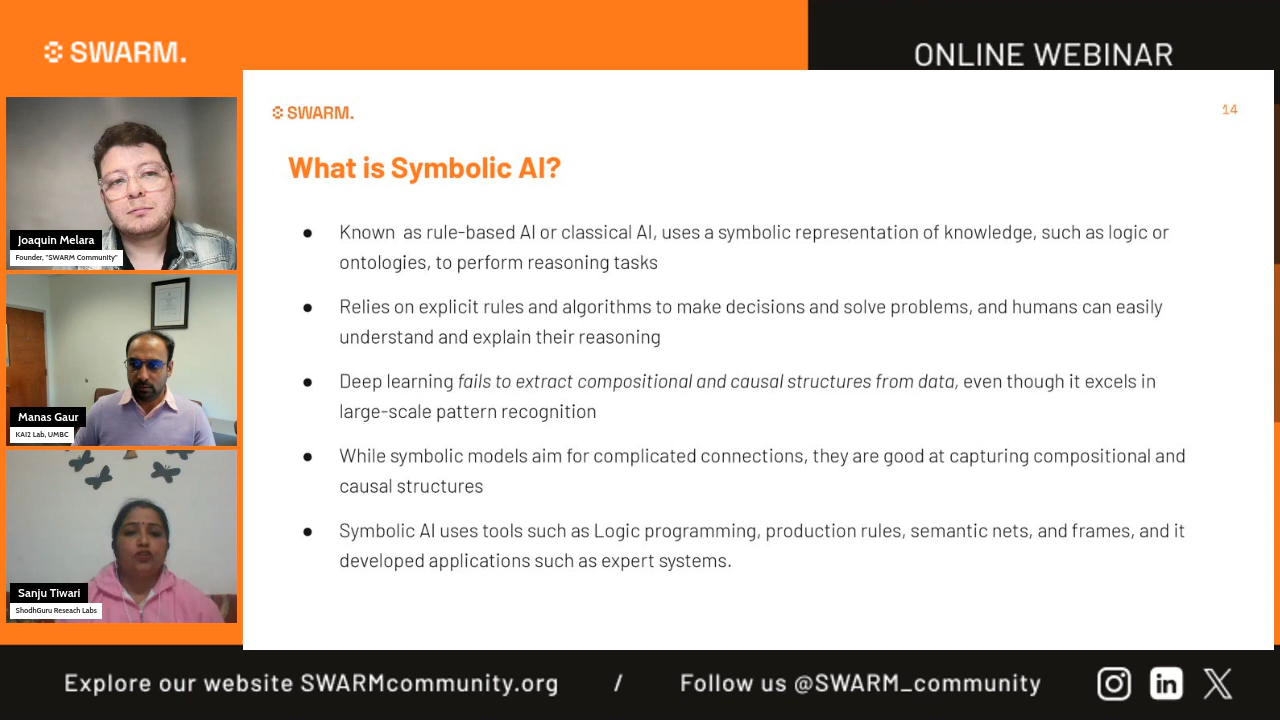 SWARM.
ONLINE WEBINAR
SWARM.
14
What is Symbolic AI?
● Known as rule-based AI or classical AI, uses a symbolic representation of knowledge, such as logic or
ontologies, to perform reasoning tasks
● Relies on explicit rules and algorithms to make decisions and solve problems, and humans can easily
understand and explain their reasoning
● Deep learning fails to extract compositional and causal structures from data, even though it excels in
large-scale pattern recognition
● While symbolic models aim for complicated connections, they are good at capturing compositional and
causal structures
● Symbolic AI uses tools such as Logic programming, production rules, semantic nets, and frames, and it
developed applications such as expert systems.
Joaquin Melara
Founder, "SWARM Community"
Manas Gaur
KAI2 Lab, UMBC
Sanju Tiwari
ShodhGuru Reseach Labs
Explore our website SWARMcommunity.org / Follow us @SWARM_community